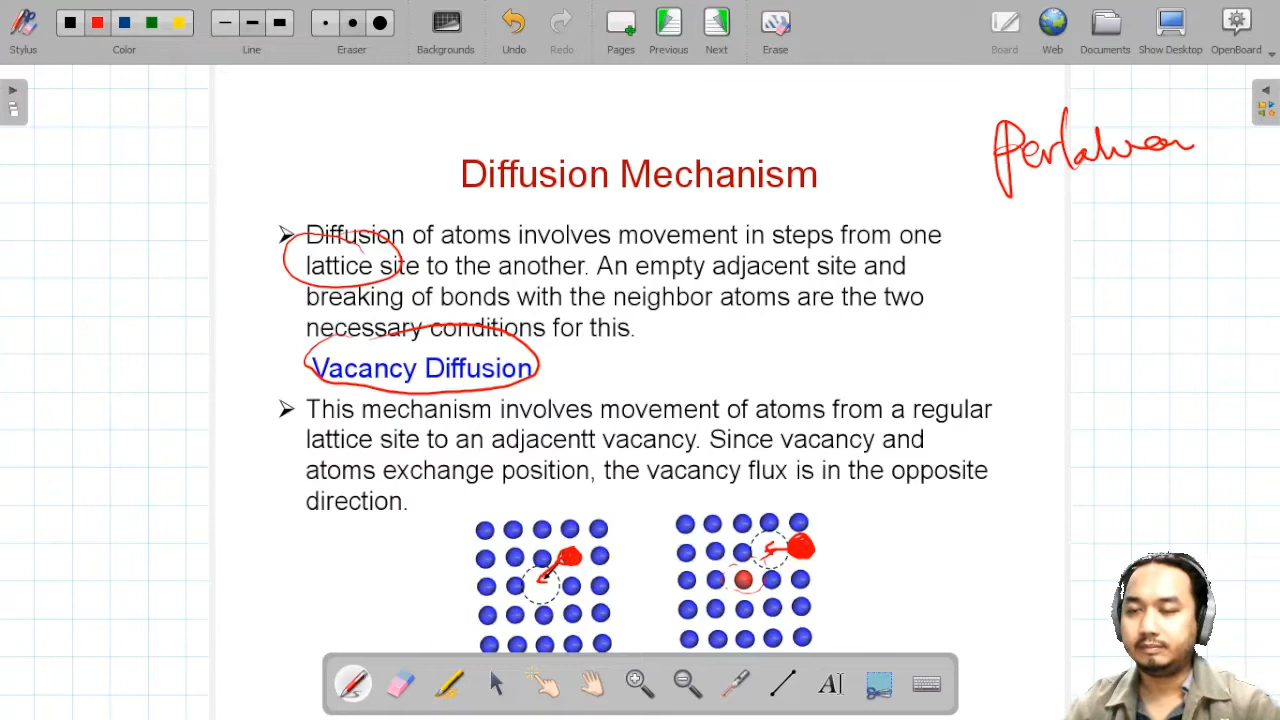 Stylus
Color
Line
Eraser
Backgrounds
Undo
Redo
Pages
Previous
Next
Erase
Board
Web
Documents
Show Desktop
OpenBoard
Diffusion Mechanism
Diffusion of atoms involves movement in steps from one
lattice site to the another. An empty adjacent site and
breaking of bonds with the neighbor atoms are the two
necessary conditions for this.
Vacancy Diffusion
This mechanism involves movement of atoms from a regular
lattice site to an adjacentt vacancy. Since vacancy and
atoms exchange position, the vacancy flux is in the opposite
direction.